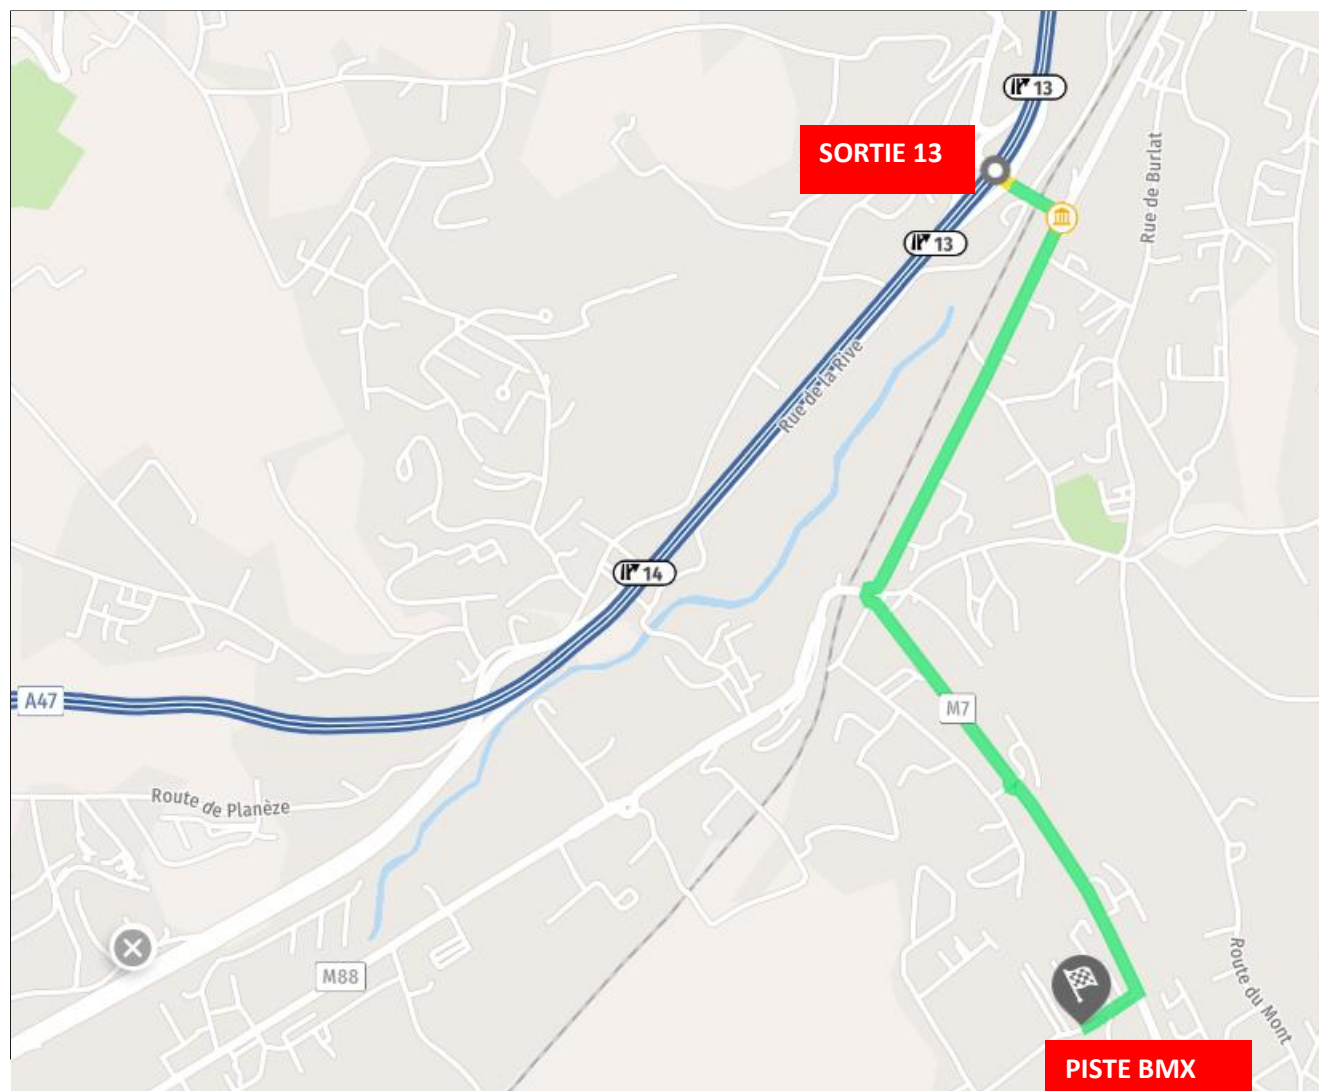 13
SORTIE 13
Rue de Burlat
13
Rue de la Rive
14
A47
M7
Route de Planèze
M88
Route du Mont
PISTE BMX